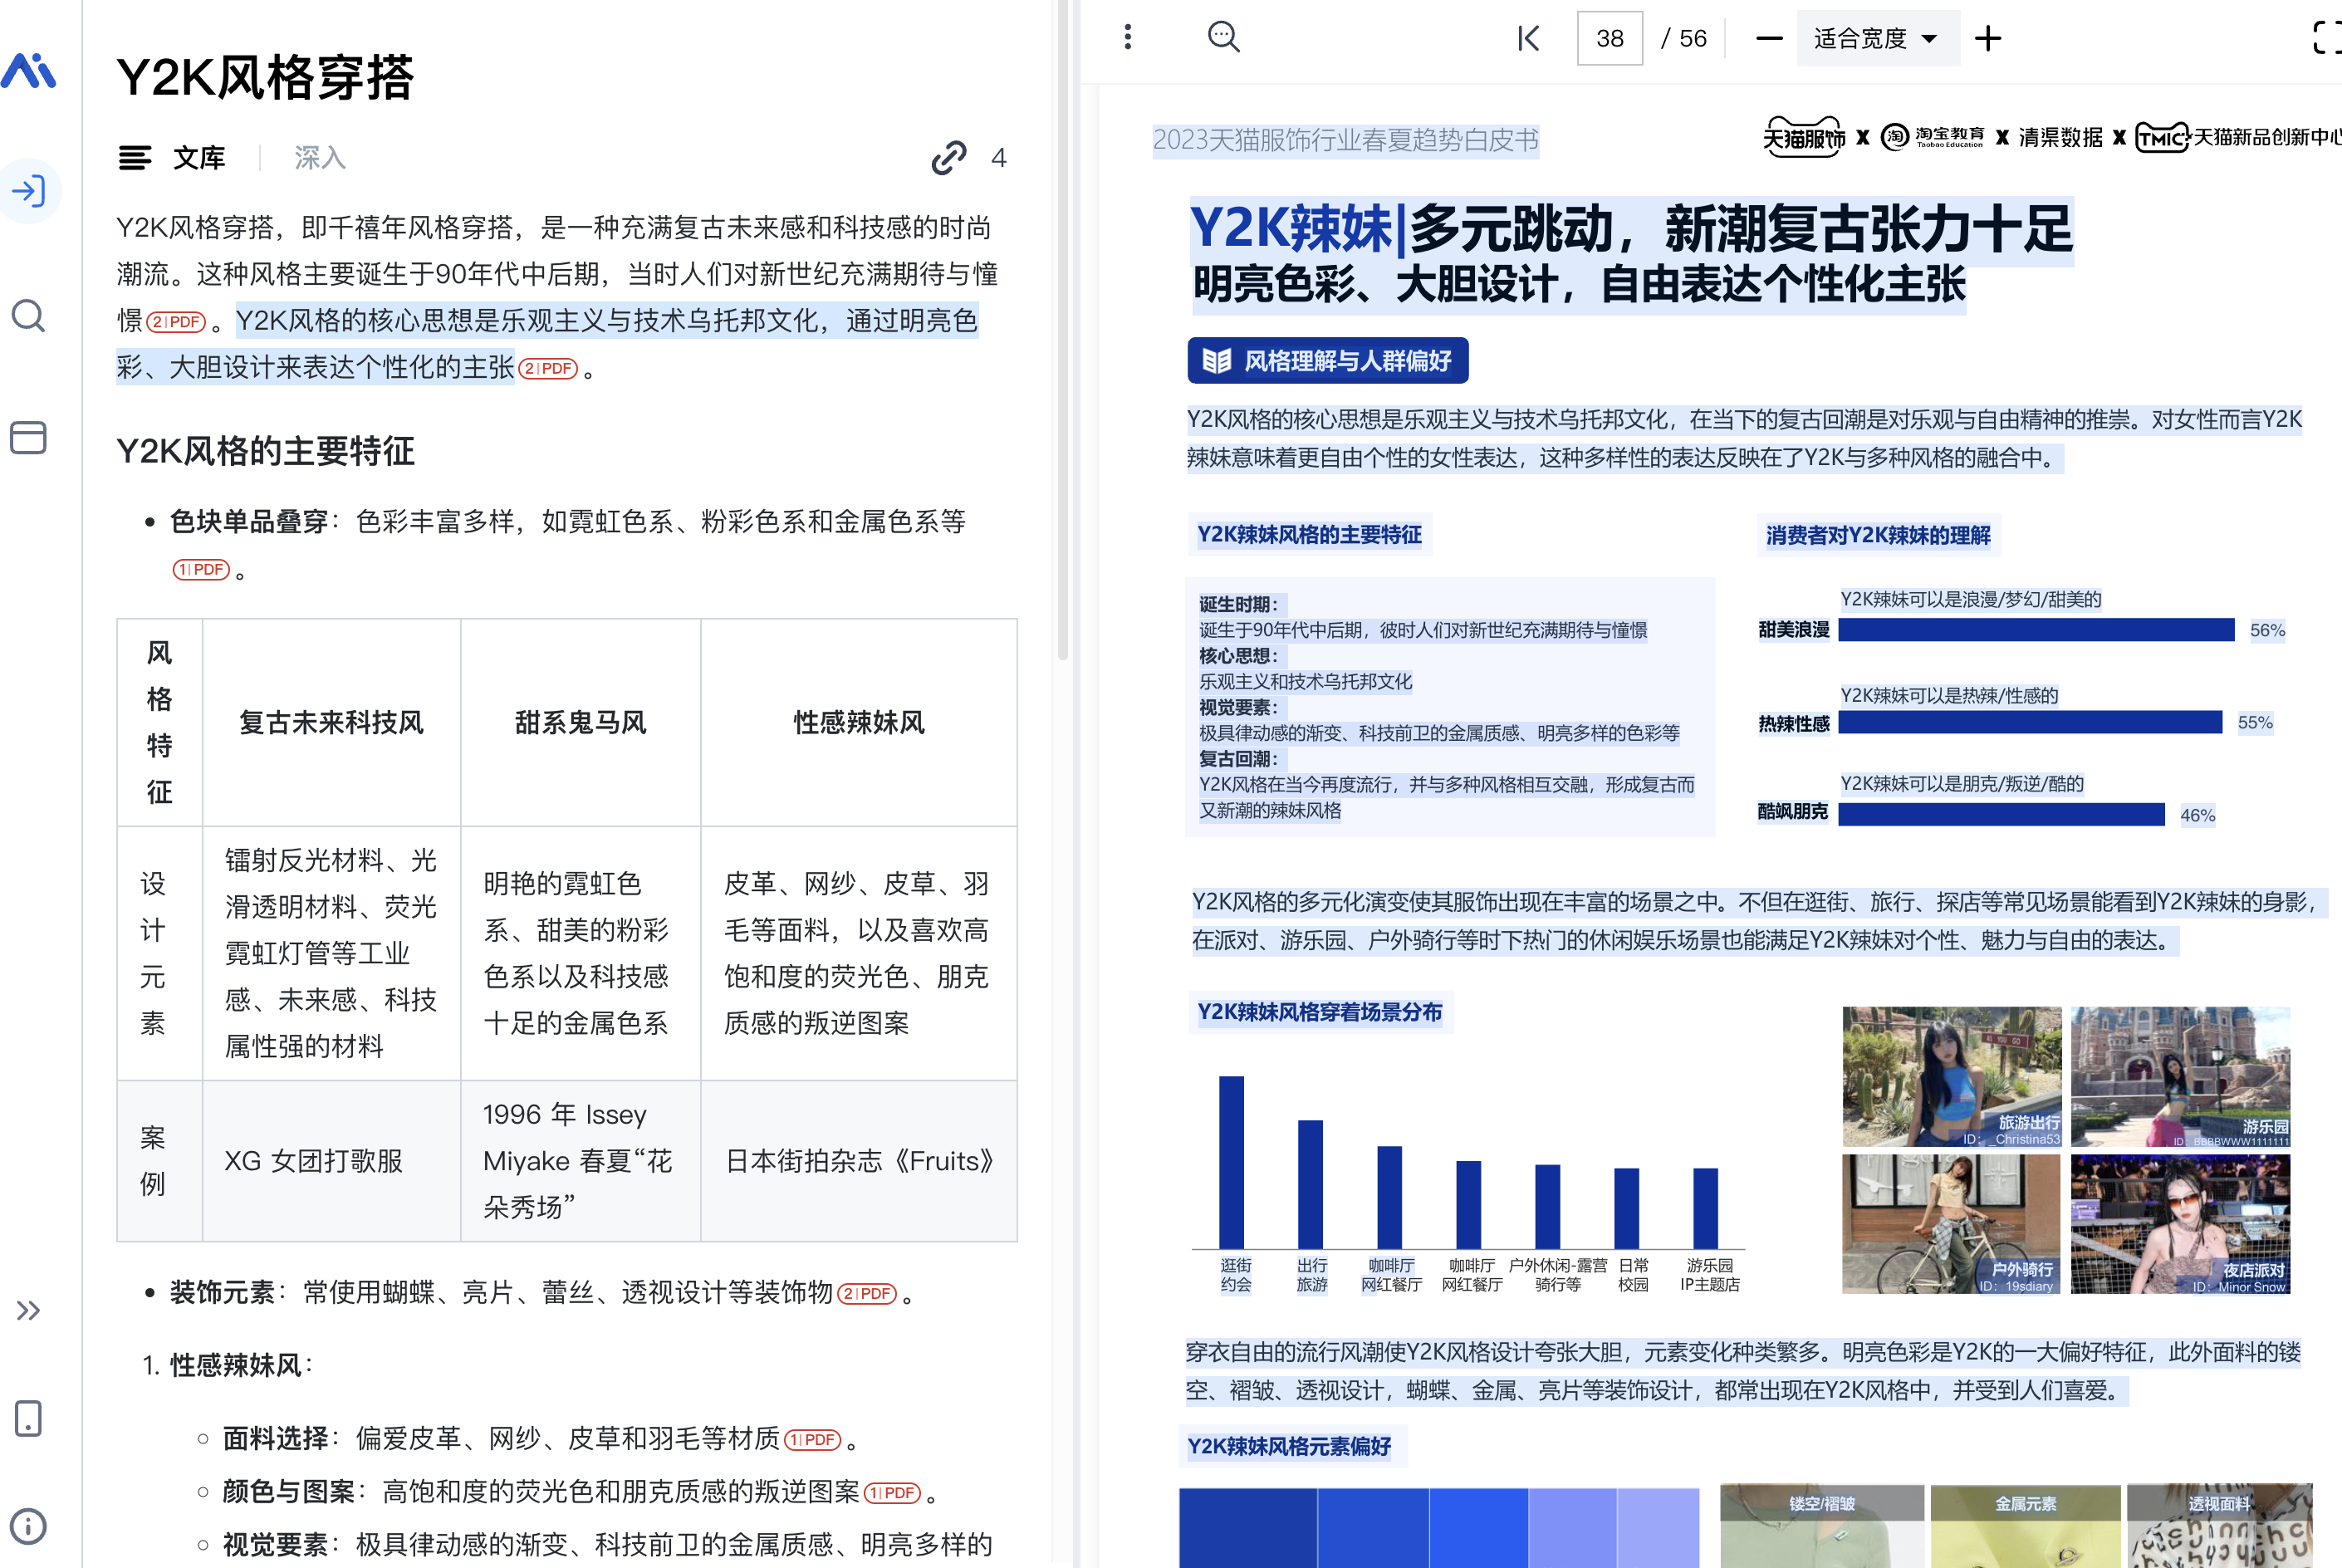 Y2K风格穿搭
文库
深入
4
Y2K风格穿搭，即千禧年风格穿搭，是一种充满复古未来感和科技感的时尚
潮流。这种风格主要诞生于90年代中后期，当时人们对新世纪充满期待与憧
憬 2|PDF 。Y2K风格的核心思想是乐观主义与技术乌托邦文化，通过明亮色
彩、大胆设计来表达个性化的主张 2|PDF 。
Y2K风格的主要特征
• 色块单品叠穿：色彩丰富多样，如霓虹色系、粉彩色系和金属色系等
1|PDF 。
风
格
特
征
复古未来科技风
甜系鬼马风
性感辣妹风
设
计
元
素
镭射反光材料、光
滑透明材料、荧光
霓虹灯管等工业
感、未来感、科技
属性强的材料
明艳的霓虹色
系、甜美的粉彩
色系以及科技感
十足的金属色系
皮革、网纱、皮草、羽
毛等面料，以及喜欢高
饱和度的荧光色、朋克
质感的叛逆图案
案
例
XG 女团打歌服
1996 年 Issey
Miyake 春夏“花
朵秀场”
日本街拍杂志《Fruits》
• 装饰元素：常使用蝴蝶、亮片、蕾丝、透视设计等装饰物 2|PDF 。
1. 性感辣妹风：
○ 面料选择：偏爱皮革、网纱、皮草和羽毛等材质 1|PDF 。
○ 颜色与图案：高饱和度的荧光色和朋克质感的叛逆图案 1|PDF 。
○ 视觉要素：极具律动感的渐变、科技前卫的金属质感、明亮多样的
38 / 56
适合宽度
2023天猫服饰行业春夏趋势白皮书
天猫服饰 X 淘 淘宝教育 Taobao Education X 清渠数据 X TMIC 天猫新品创新中心
Y2K辣妹|多元跳动，新潮复古张力十足
明亮色彩、大胆设计，自由表达个性化主张
风格理解与人群偏好
Y2K风格的核心思想是乐观主义与技术乌托邦文化，在当下的复古回潮是对乐观与自由精神的推崇。对女性而言Y2K
辣妹意味着更自由个性的女性表达，这种多样性的表达反映在了Y2K与多种风格的融合中。
Y2K辣妹风格的主要特征
诞生时期：
诞生于90年代中后期，彼时人们对新世纪充满期待与憧憬
核心思想：
乐观主义和技术乌托邦文化
视觉要素：
极具律动感的渐变、科技前卫的金属质感、明亮多样的色彩等
复古回潮：
Y2K风格在当今再度流行，并与多种风格相互交融，形成复古而
又新潮的辣妹风格
消费者对Y2K辣妹的理解
Y2K辣妹可以是浪漫/梦幻/甜美的
甜美浪漫 56%
Y2K辣妹可以是热辣/性感的
热辣性感 55%
Y2K辣妹可以是朋克/叛逆/酷的
酷飒朋克 46%
Y2K风格的多元化演变使其服饰出现在丰富的场景之中。不但在逛街、旅行、探店等常见场景能看到Y2K辣妹的身影，
在派对、游乐园、户外骑行等时下热门的休闲娱乐场景也能满足Y2K辣妹对个性、魅力与自由的表达。
Y2K辣妹风格穿着场景分布
逛街
约会
出行
旅游
咖啡厅
网红餐厅
咖啡厅
网红餐厅
户外休闲-露营
骑行等
日常
校园
游乐园
IP主题店
旅游出行
ID：_Christina53
游乐园
ID：BBBBWWW1111111
户外骑行
ID：19sdiary
夜店派对
ID：Minor Snow
穿衣自由的流行风潮使Y2K风格设计夸张大胆，元素变化种类繁多。明亮色彩是Y2K的一大偏好特征，此外面料的镂
空、褶皱、透视设计，蝴蝶、金属、亮片等装饰设计，都常出现在Y2K风格中，并受到人们喜爱。
Y2K辣妹风格元素偏好
镂空/褶皱
金属元素
透视面料